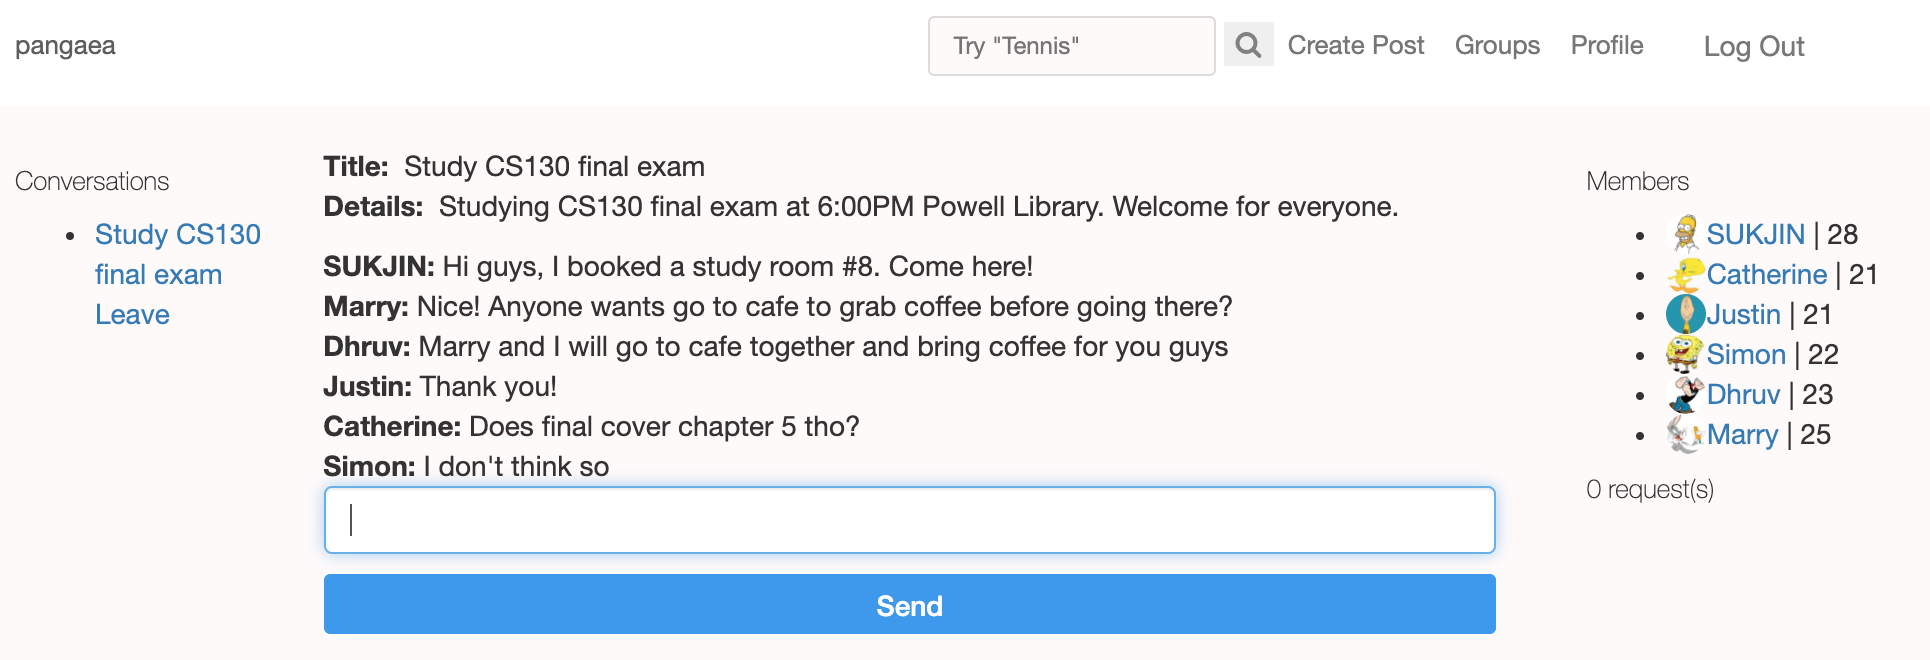 pangaea
Try "Tennis"
Create Post
Groups
Profile
Log Out
Conversations
Study CS130
final exam
Leave
Title: Study CS130 final exam
Details: Studying CS130 final exam at 6:00PM Powell Library. Welcome for everyone.
SUKJIN: Hi guys, I booked a study room #8. Come here!
Marry: Nice! Anyone wants go to cafe to grab coffee before going there?
Dhruv: Marry and I will go to cafe together and bring coffee for you guys
Justin: Thank you!
Catherine: Does final cover chapter 5 tho?
Simon: I don't think so
Send
Members
SUKJIN | 28
Catherine | 21
Justin | 21
Simon | 22
Dhruv | 23
Marry | 25
0 request(s)